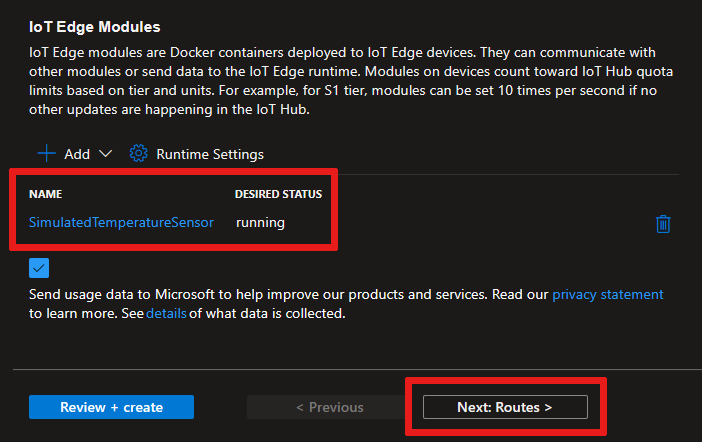 IoT Edge Modules
IoT Edge modules are Docker containers deployed to IoT Edge devices. They can communicate with
other modules or send data to the IoT Edge runtime. Modules on devices count toward IoT Hub quota
limits based on tier and units. For example, for S1 tier, modules can be set 10 times per second if no
other updates are happening in the IoT Hub.
Add Runtime Settings
NAME DESIRED STATUS
SimulatedTemperatureSensor running
Send usage data to Microsoft to help improve our products and services. Read our privacy statement
to learn more. See details of what data is collected.
Review + create < Previous Next: Routes >